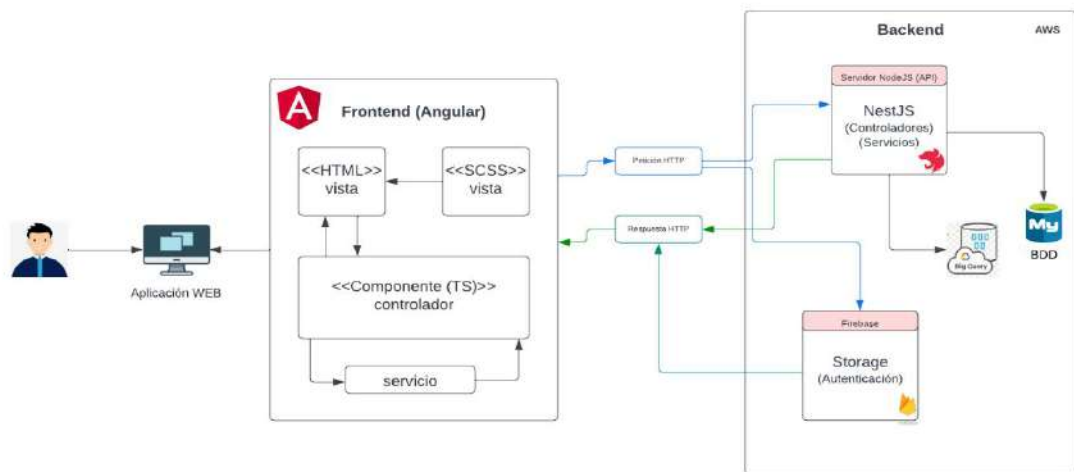 Backend
AWS
Servidor NodeJS (API)
NestJS
(Controladores)
(Servicios)
Frontend (Angular)
<<HTML>>
vista
<<SCSS>>
vista
Petición HTTP
Respuesta HTTP
Aplicación WEB
<<Componente (TS)>>
controlador
servicio
Big Query
My
BDD
Firebase
Storage
(Autenticación)